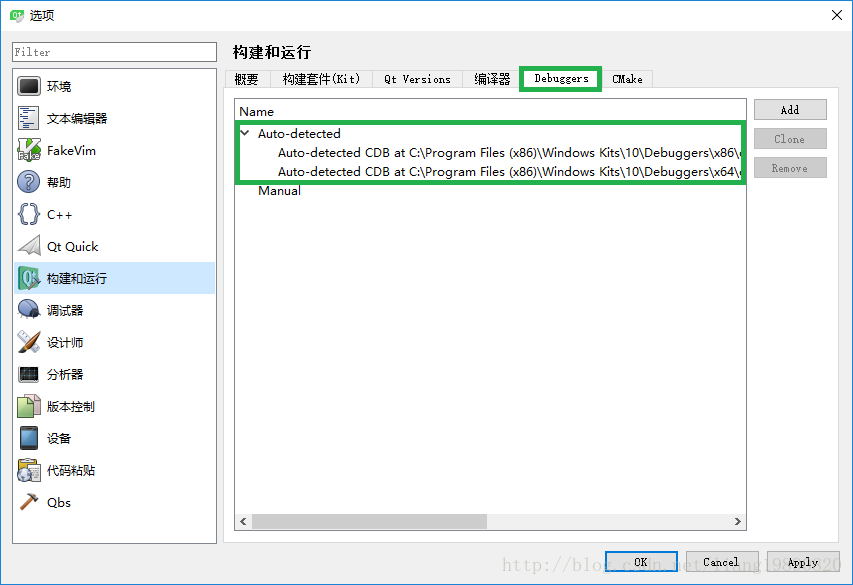 选项
Filter
环境
文本编辑器
FakeVim
帮助
C++
Qt Quick
构建和运行
调试器
设计师
分析器
版本控制
设备
代码粘贴
Qbs
构建和运行
概要 构建套件(Kit) Qt Versions 编译器 Debuggers CMake
Name
Auto-detected
Auto-detected CDB at C:\Program Files (x86)\Windows Kits\10\Debuggers\x86\
Auto-detected CDB at C:\Program Files (x86)\Windows Kits\10\Debuggers\x64\
Manual
Add
Clone
Remove
OK Cancel Apply